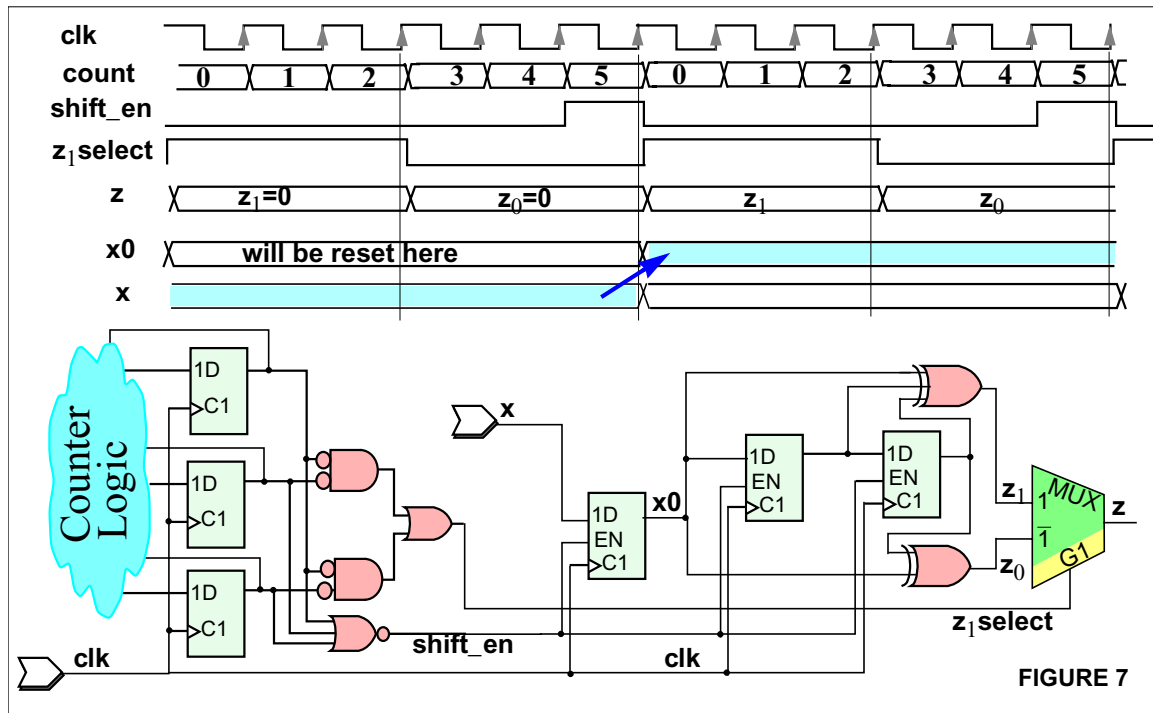 clk
count 0 1 2 3 4 5 0 1 2 3 4 5
shift_en
z1select
z z1=0 z0=0 z1 z0
x0 will be reset here
x
Counter Logic
1D
C1
1D
C1
1D
C1
clk
shift_en
x
1D
EN
C1
x0
clk
1D
EN
C1
1D
EN
C1
z1
z0
1
1̅
MUX
G1
z
z1select
FIGURE 7